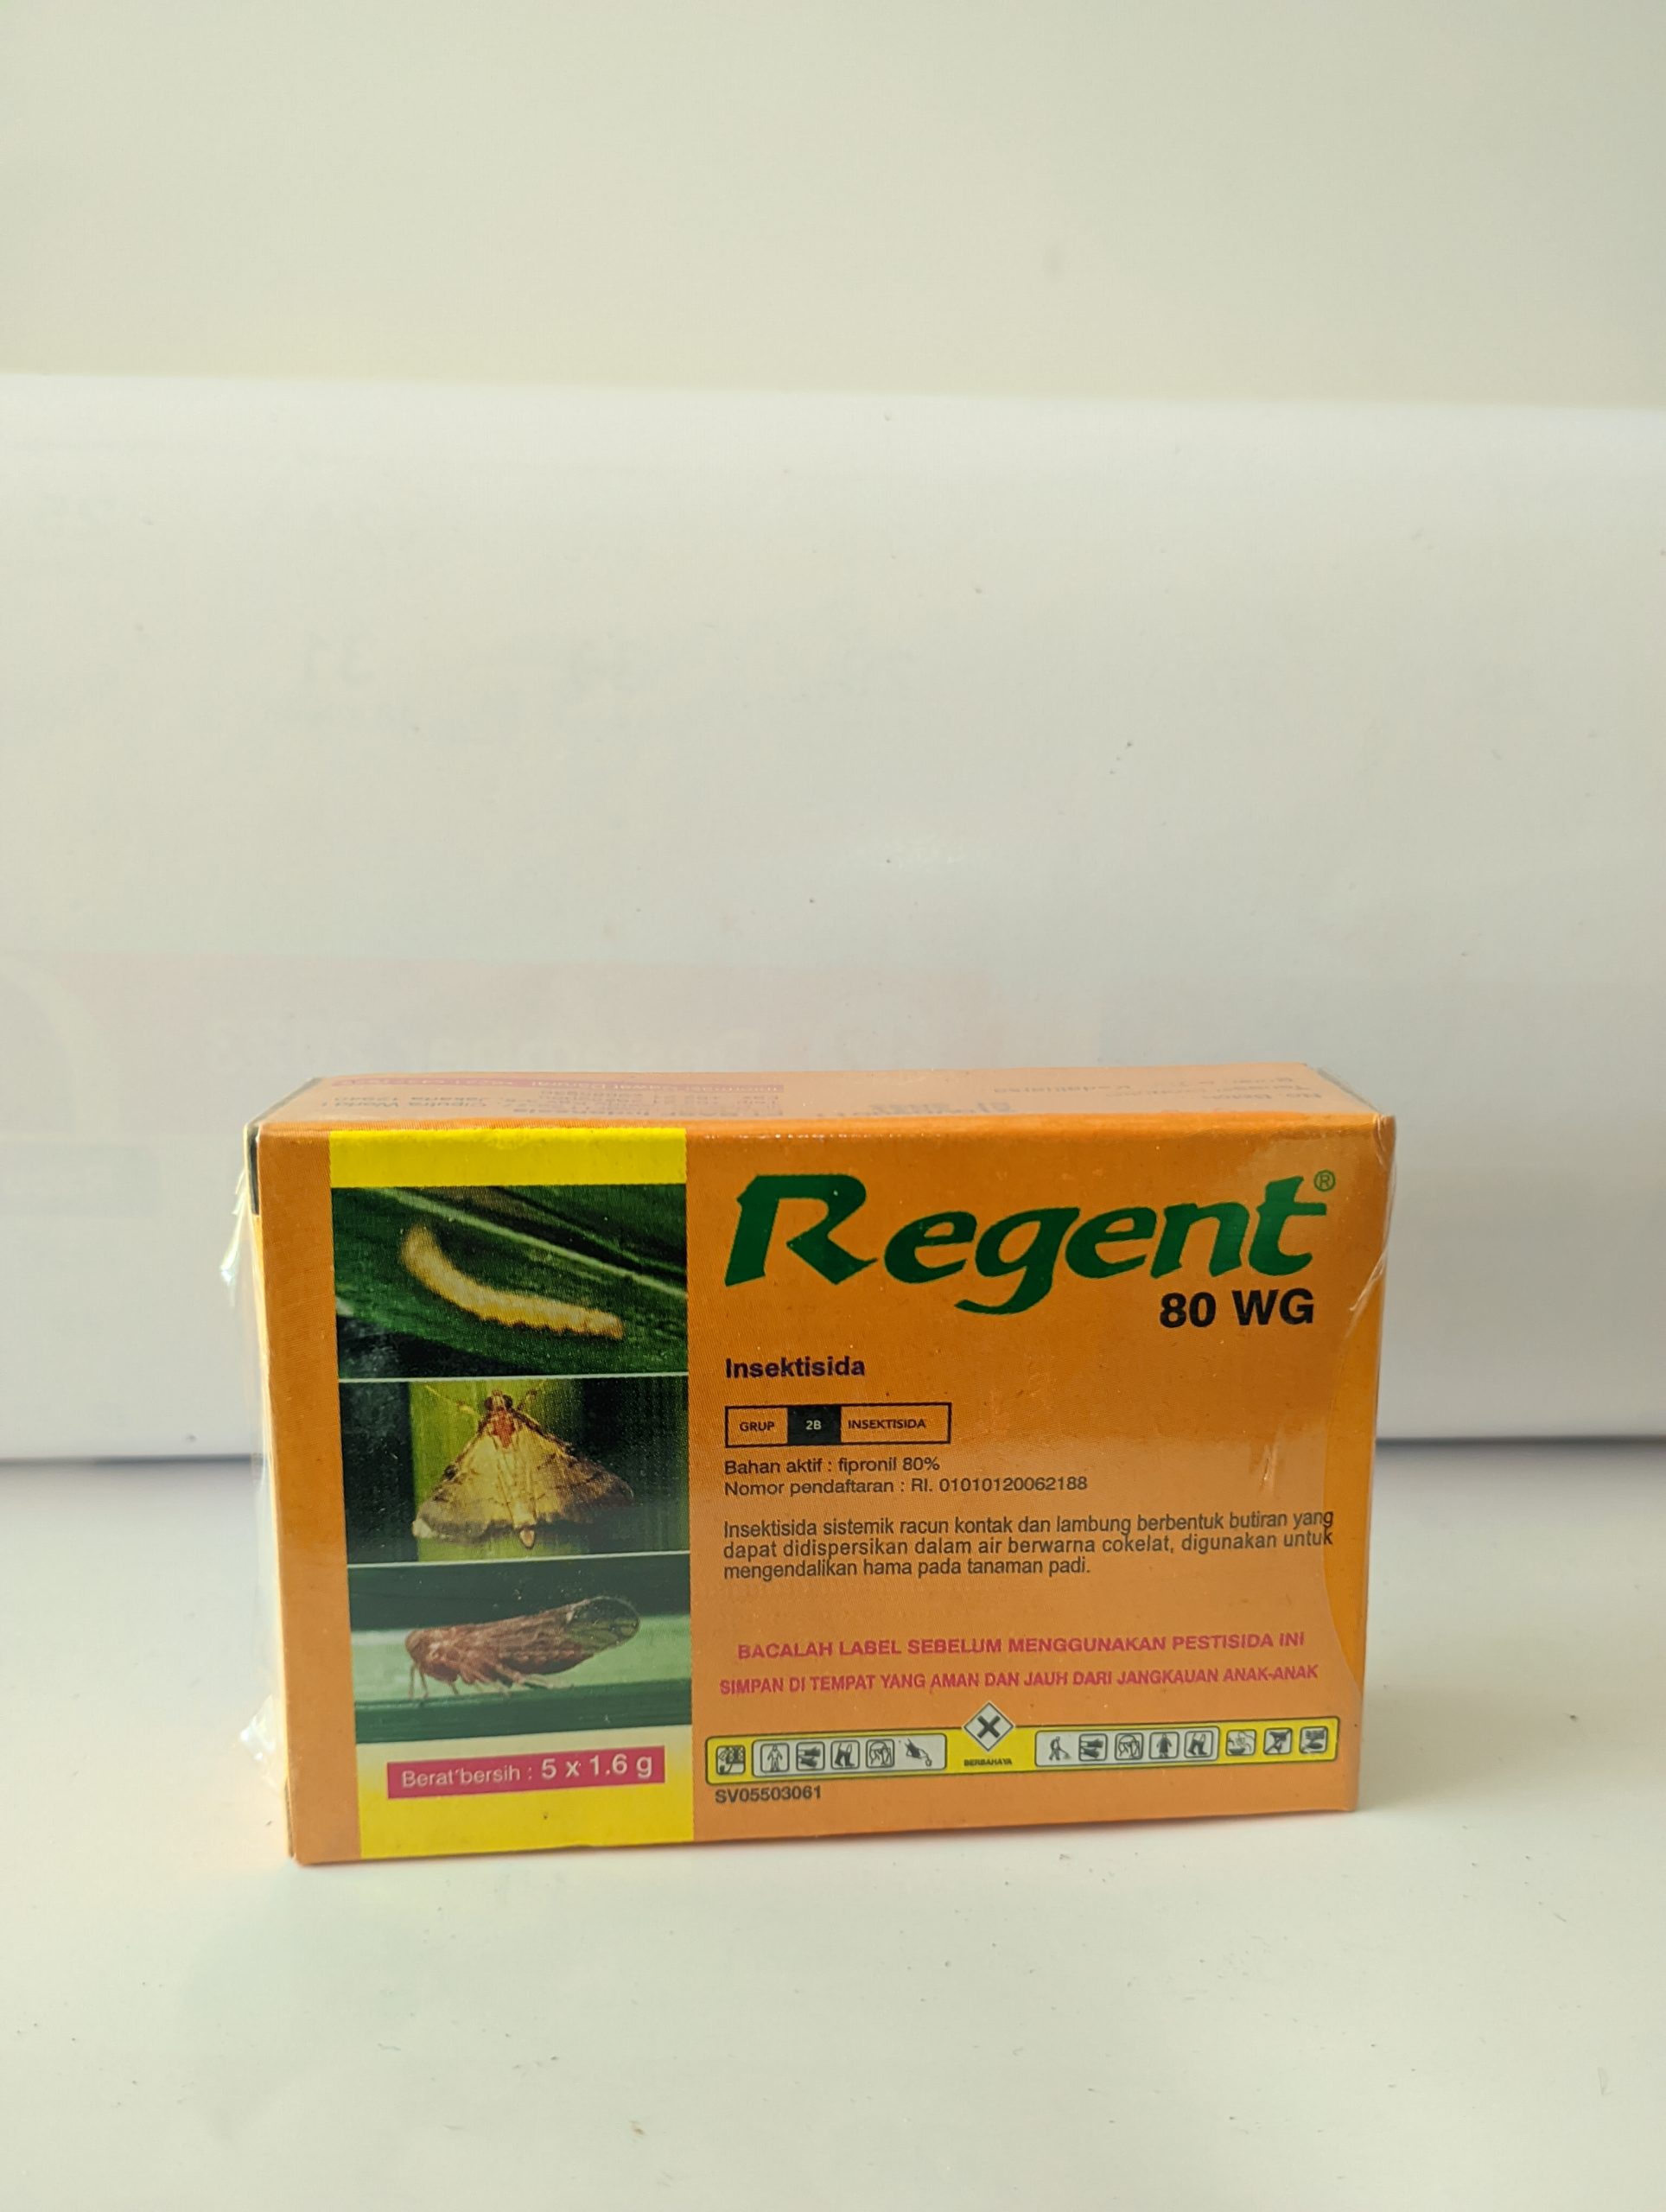 Regent®
80 WG
Insektisida
GRUP 2B INSEKTISIDA
Bahan aktif : fipronil 80%
Nomor pendaftaran : RI. 01010120062188
Insektisida sistemik racun kontak dan lambung berbentuk butiran yang
dapat didispersikan dalam air berwarna cokelat, digunakan untuk
mengendalikan hama pada tanaman padi.
BACALAH LABEL SEBELUM MENGGUNAKAN PESTISIDA INI
SIMPAN DI TEMPAT YANG AMAN DAN JAUH DARI JANGKAUAN ANAK-ANAK
BERBAHAYA
Berat bersih : 5 x 1.6 g
SV05503061